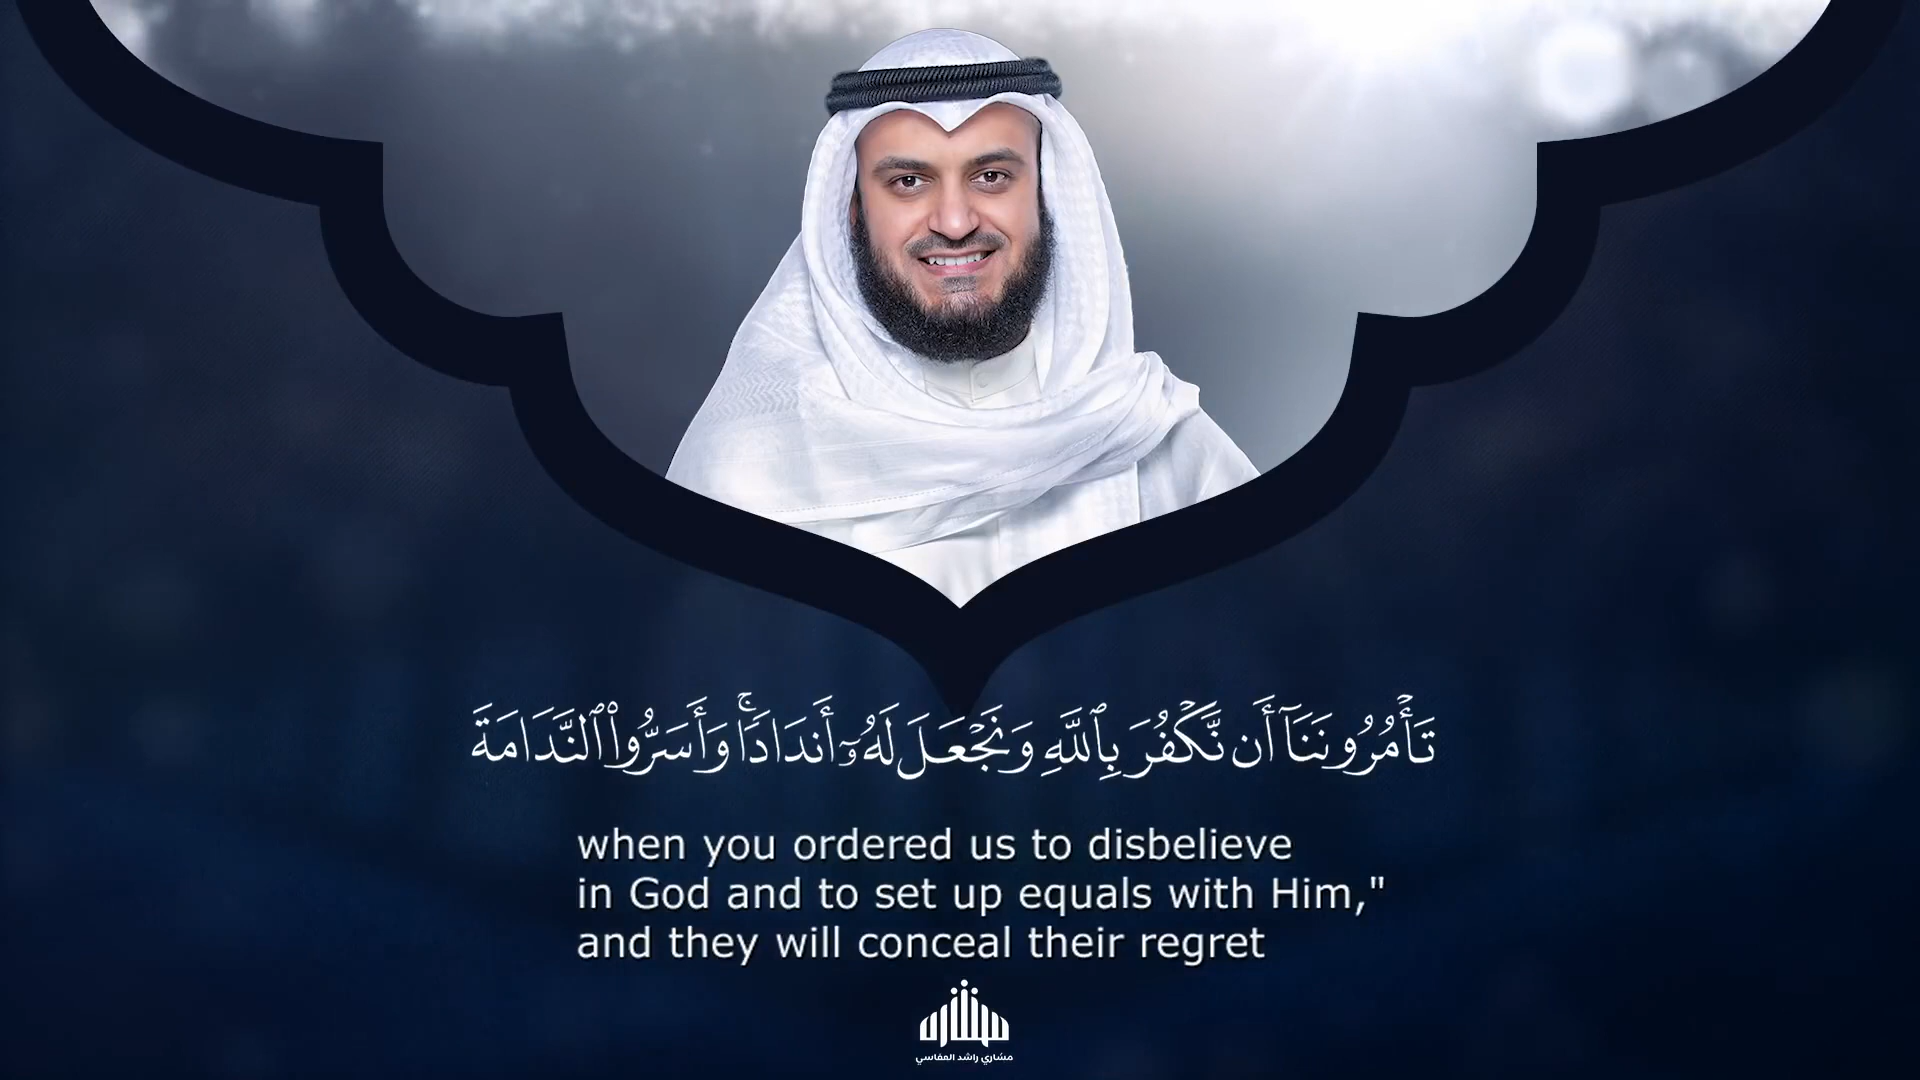 تَأْمُرُونَنَآ أَن نَّكْفُرَ بِٱللَّهِ وَنَجْعَلَ لَهُۥٓ أَندَادًۭا ۚ وَأَسَرُّوا۟ ٱلنَّدَامَةَ
when you ordered us to disbelieve
in God and to set up equals with Him,"
and they will conceal their regret
مشاري راشد العفاسي